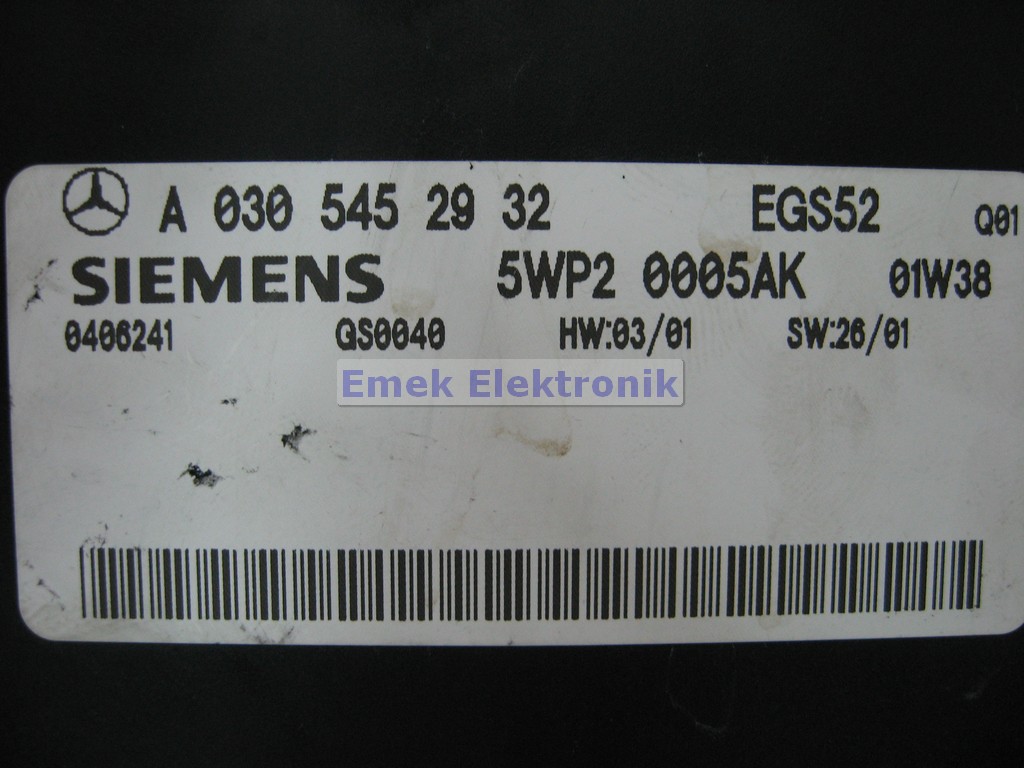 A 030 545 29 32 EGS52 Q01
SIEMENS 5WP2 0005AK 01W38
0406241 QS0040 HW:03/01 SW:26/01
Emek Elektronik